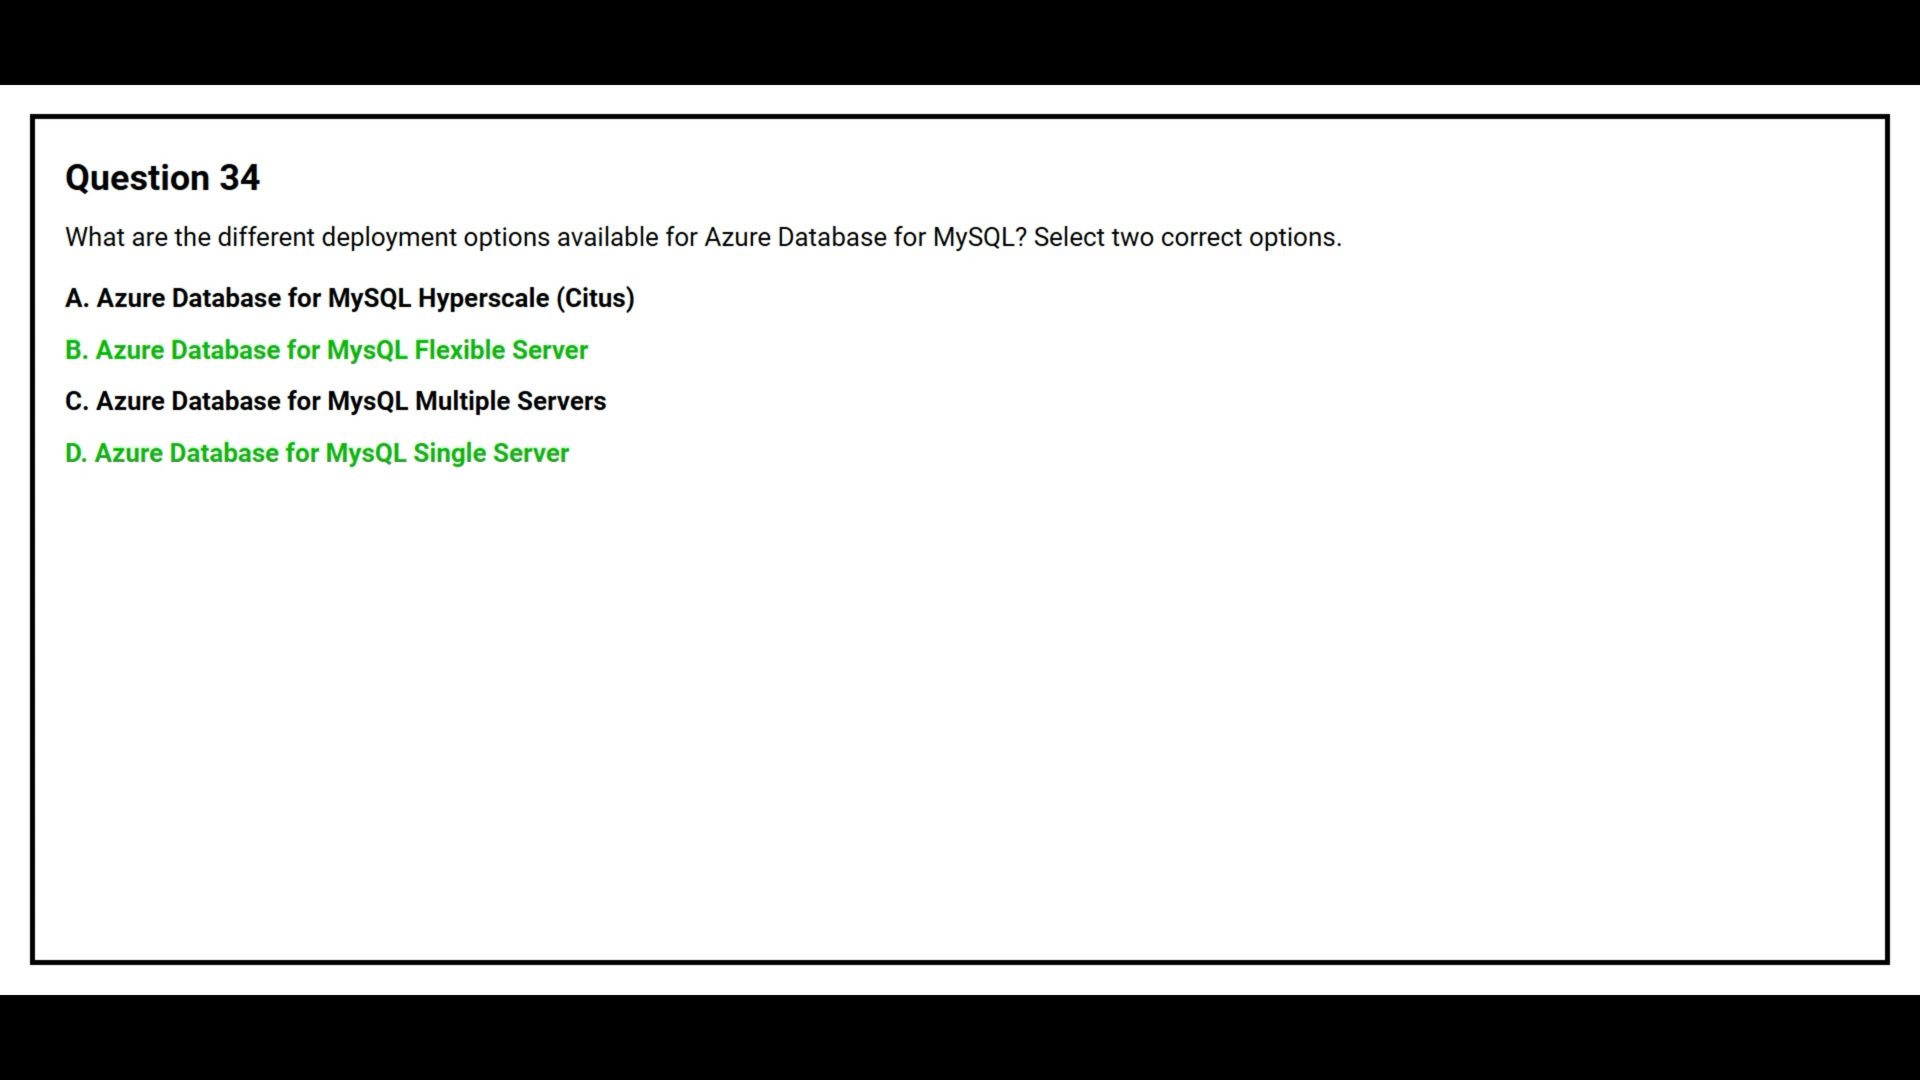 Question 34
What are the different deployment options available for Azure Database for MySQL? Select two correct options.
A. Azure Database for MySQL Hyperscale (Citus)
B. Azure Database for MysQL Flexible Server
C. Azure Database for MysQL Multiple Servers
D. Azure Database for MysQL Single Server